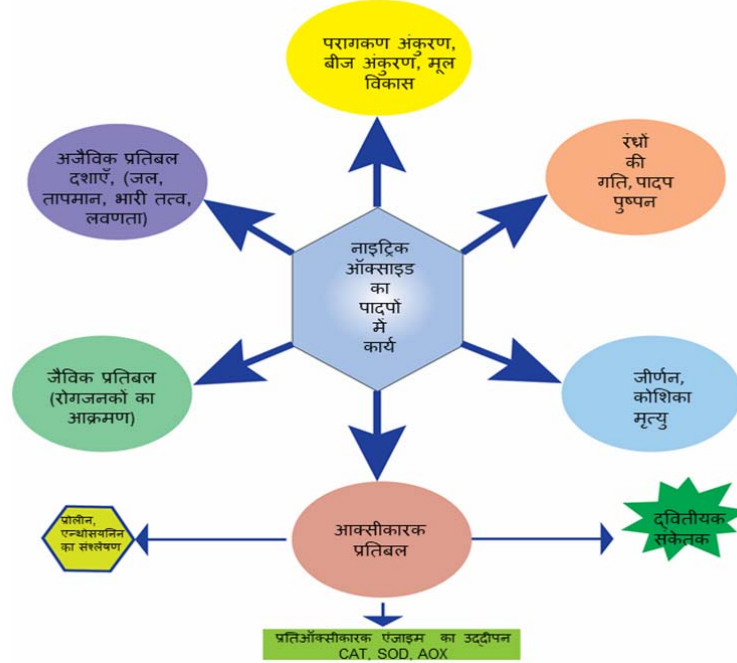 परागकण अंकुरण,
बीज अंकुरण, मूल
विकास
अजैविक प्रतिबल
दशाएँ, (जल,
तापमान, भारी तत्व,
लवणता)
रंध्रों
की
गति, पादप
पुष्पन
नाइट्रिक
ऑक्साइड
का
पादपों
में
कार्य
जैविक प्रतिबल
(रोगजनकों का
आक्रमण)
जीर्णन,
कोशिका
मृत्यु
प्रोलीन,
एन्थोसयनिन
का संश्लेषण
आक्सीकारक
प्रतिबल
द्वितीयक
संकेतक
प्रतिऑक्सीकारक एंजाइम का उद्दीपन
CAT, SOD, AOX